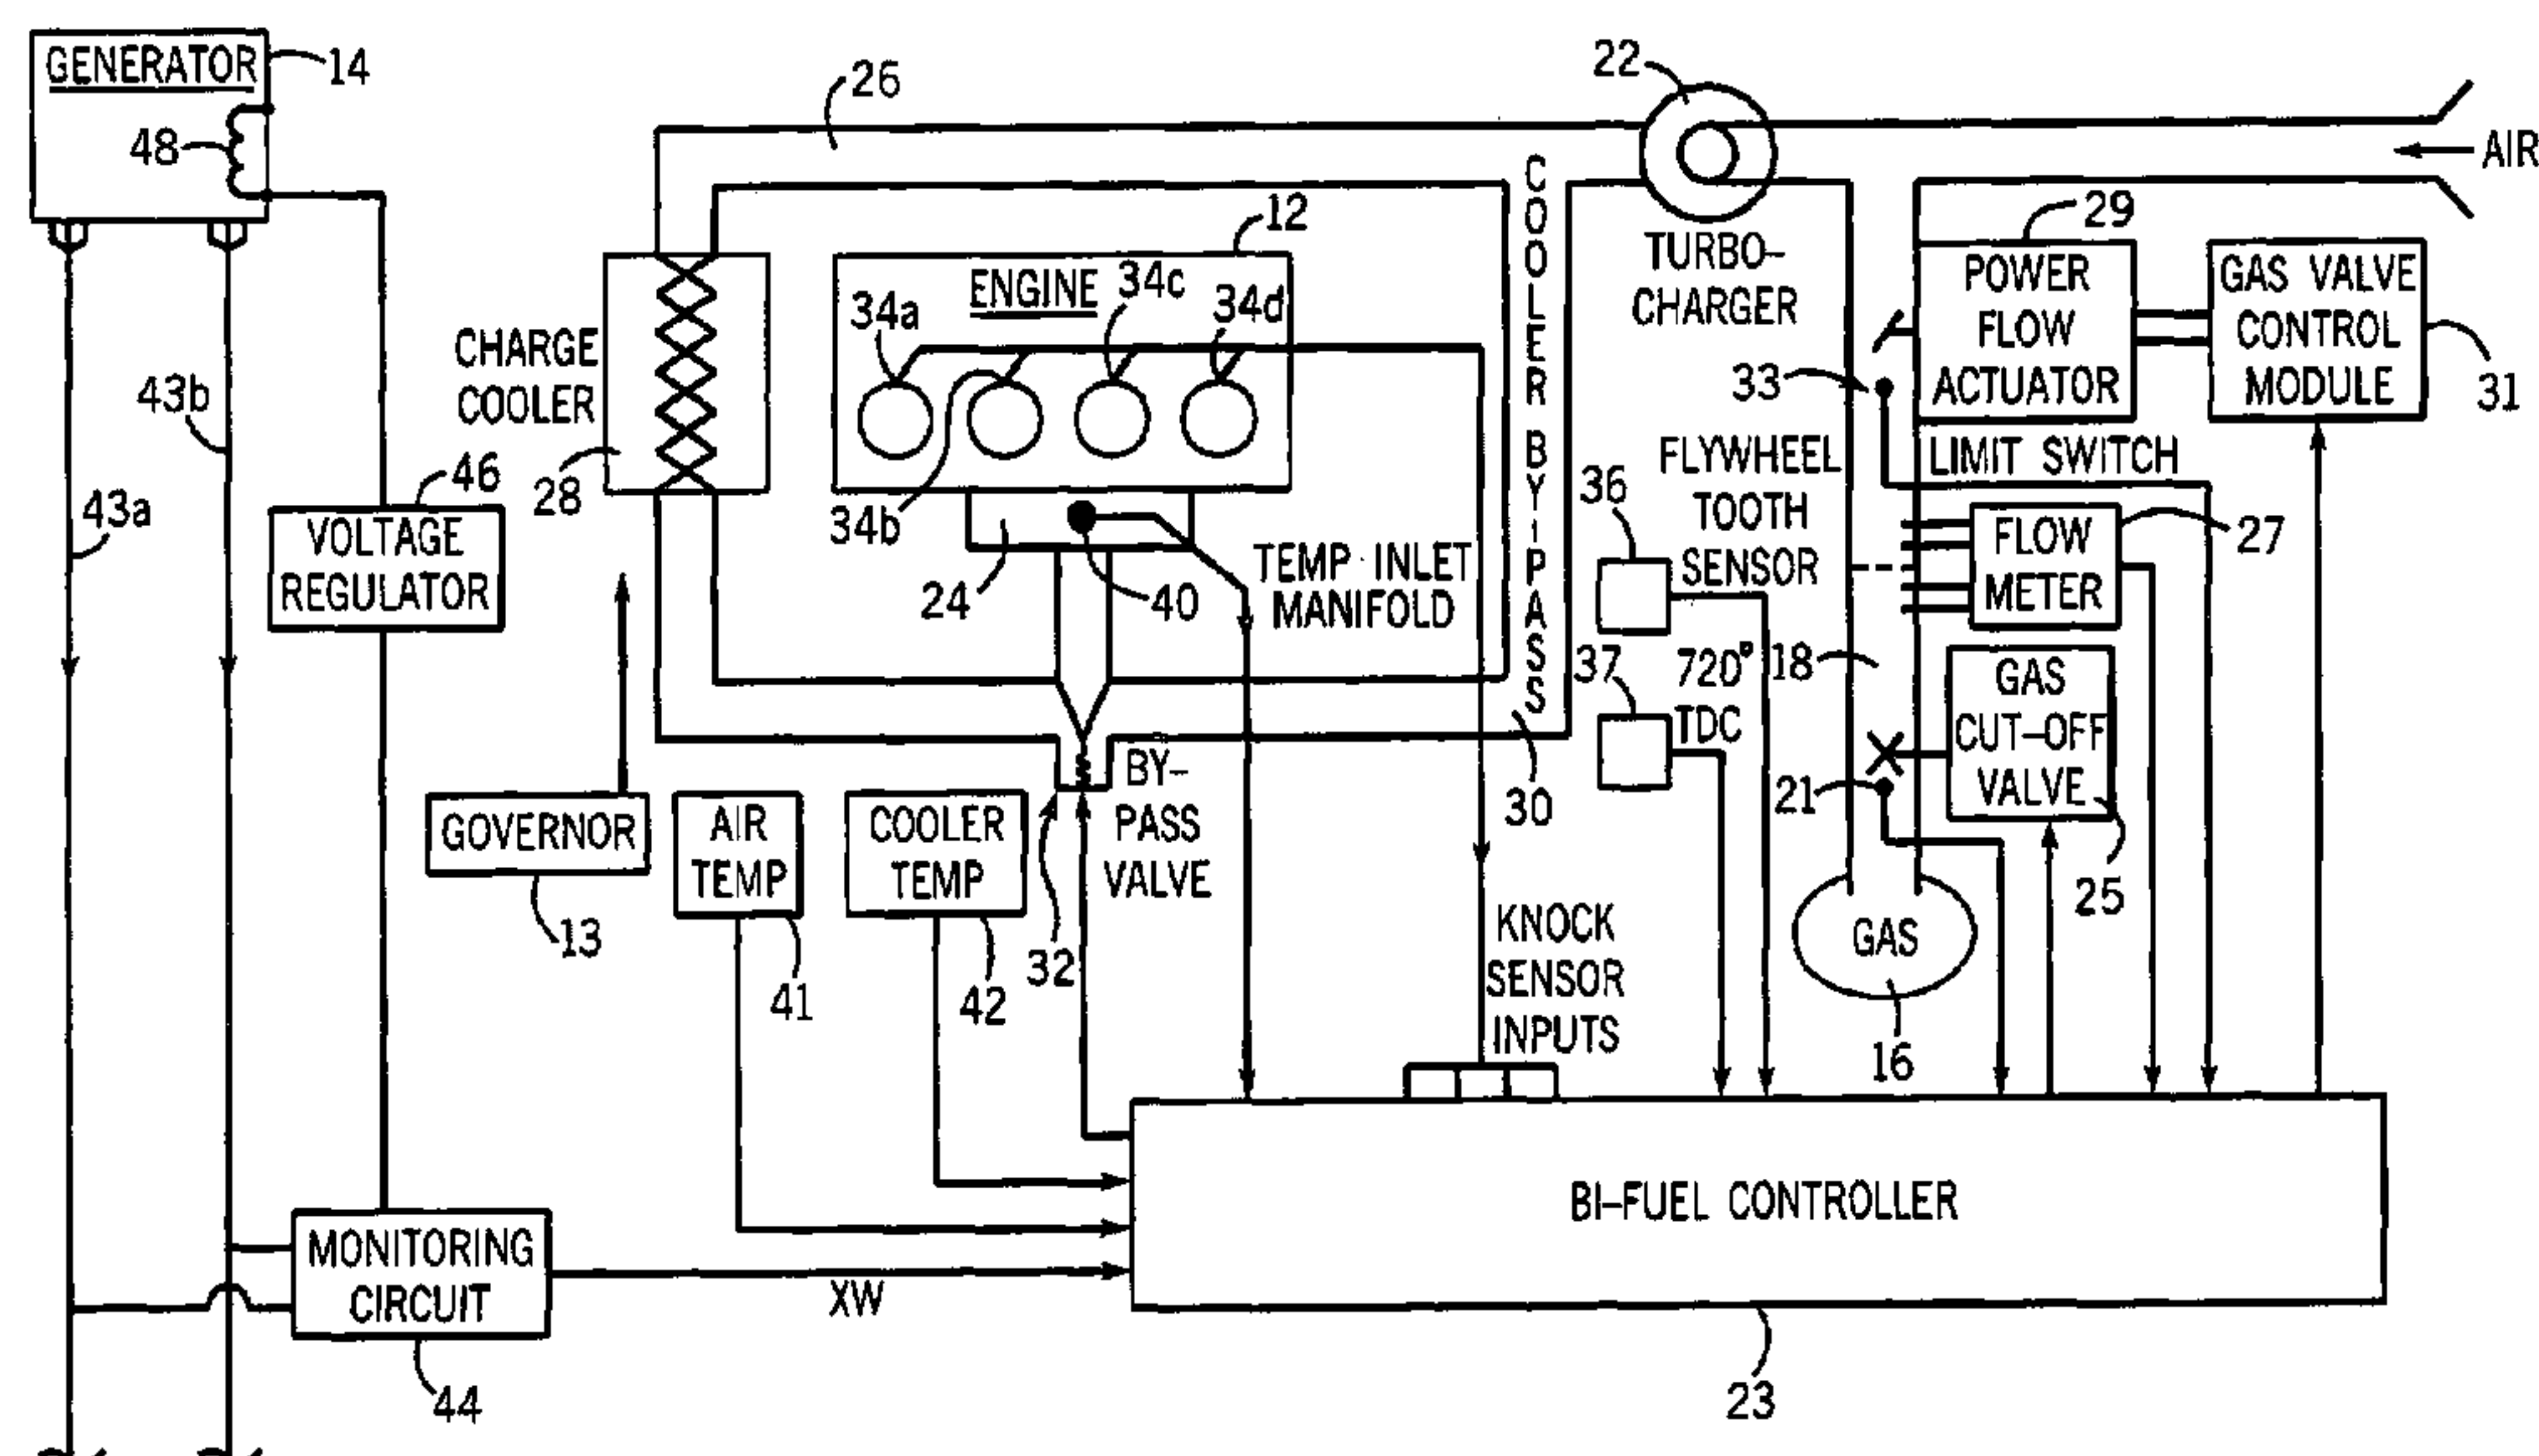 GENERATOR
14
48
26
22
AIR
COOLER BY-PASS
12
ENGINE
34a
34c
34d
34b
TURBO-
CHARGER
29
POWER
FLOW
ACTUATOR
GAS VALVE
CONTROL
MODULE
31
33
LIMIT SWITCH
CHARGE
COOLER
28
43b
43a
46
VOLTAGE
REGULATOR
24
40
TEMP INLET
MANIFOLD
36
FLYWHEEL
TOOTH
SENSOR
FLOW
METER
27
37
720°
TDC
18
GAS
CUT-OFF
VALVE
25
21
30
GOVERNOR
13
AIR
TEMP
41
COOLER
TEMP
42
32
BY-
PASS
VALVE
KNOCK
SENSOR
INPUTS
GAS
16
BI-FUEL CONTROLLER
23
MONITORING
CIRCUIT
44
XW